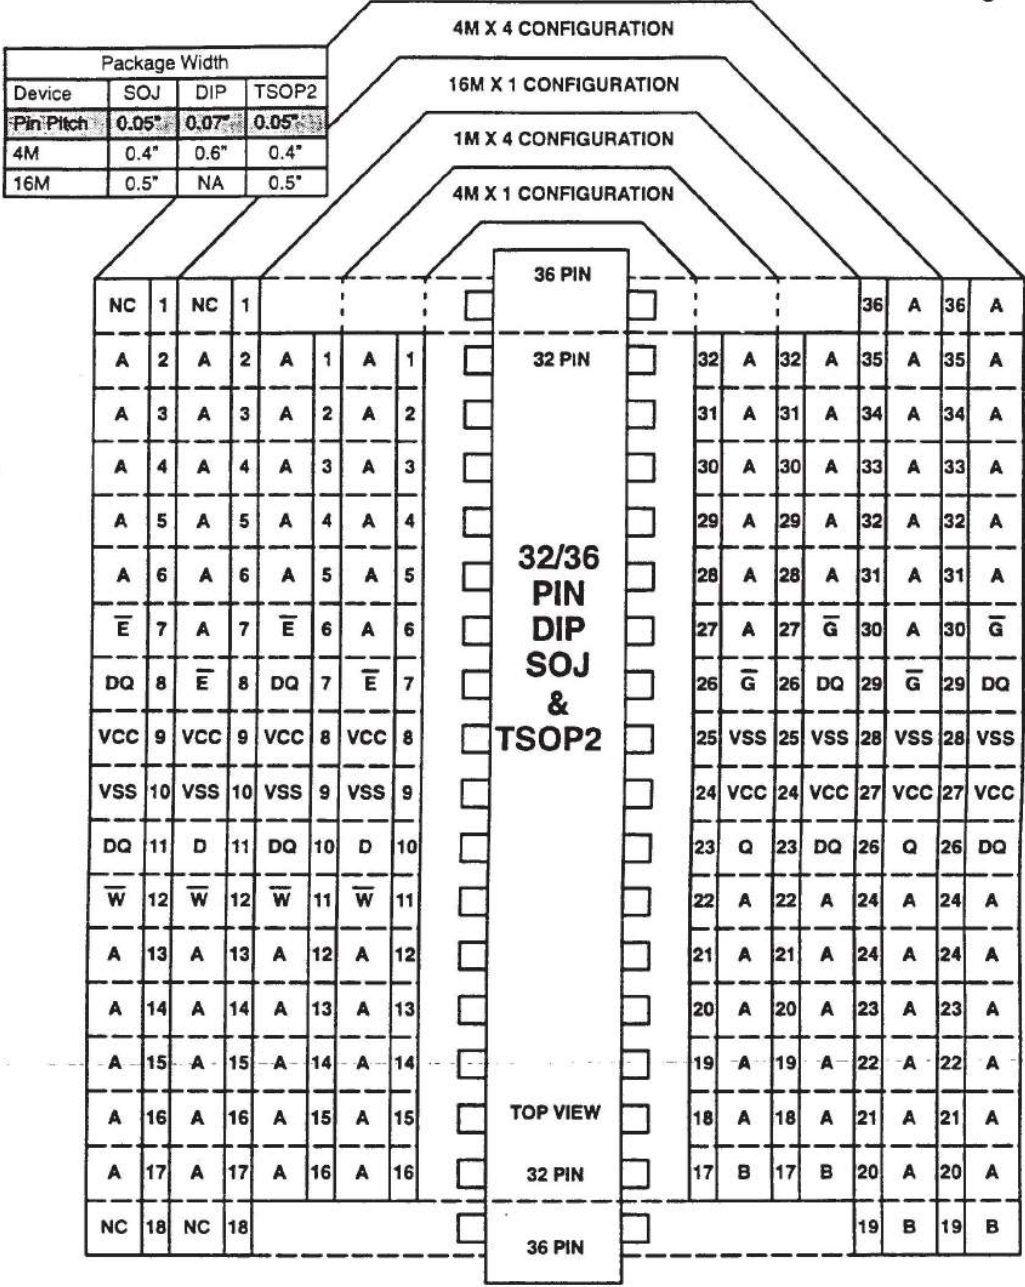 4M X 4 CONFIGURATION
Package Width
Device SOJ DIP TSOP2
16M X 1 CONFIGURATION
Pin Pitch 0.05" 0.07" 0.05"
4M 0.4" 0.6" 0.4"
1M X 4 CONFIGURATION
16M 0.5" NA 0.5"
4M X 1 CONFIGURATION
36 PIN
NC 1 NC 1 36 A 36 A
A 2 A 2 A 1 A 1 32 PIN 32 A 32 A 35 A 35 A
A 3 A 3 A 2 A 2 31 A 31 A 34 A 34 A
A 4 A 4 A 3 A 3 30 A 30 A 33 A 33 A
A 5 A 5 A 4 A 4 29 A 29 A 32 A 32 A
32/36
A 6 A 6 A 5 A 5 28 A 28 A 31 A 31 A
PIN
E̅ 7 A 7 E̅ 6 A 6 DIP 27 A 27 G̅ 30 A 30 G̅
SOJ
DQ 8 E̅ 8 DQ 7 E̅ 7 26 G̅ 26 DQ 29 G̅ 29 DQ
&
VCC 9 VCC 9 VCC 8 VCC 8 TSOP2 25 VSS 25 VSS 28 VSS 28 VSS
VSS 10 VSS 10 VSS 9 VSS 9 24 VCC 24 VCC 27 VCC 27 VCC
DQ 11 D 11 DQ 10 D 10 23 Q 23 DQ 26 Q 26 DQ
W̅ 12 W̅ 12 W̅ 11 W̅ 11 22 A 22 A 24 A 24 A
A 13 A 13 A 12 A 12 21 A 21 A 24 A 24 A
A 14 A 14 A 13 A 13 20 A 20 A 23 A 23 A
A 15 A 15 A 14 A 14 19 A 19 A 22 A 22 A
A 16 A 16 A 15 A 15 TOP VIEW 18 A 18 A 21 A 21 A
A 17 A 17 A 16 A 16 32 PIN 17 B 17 B 20 A 20 A
NC 18 NC 18 19 B 19 B
36 PIN